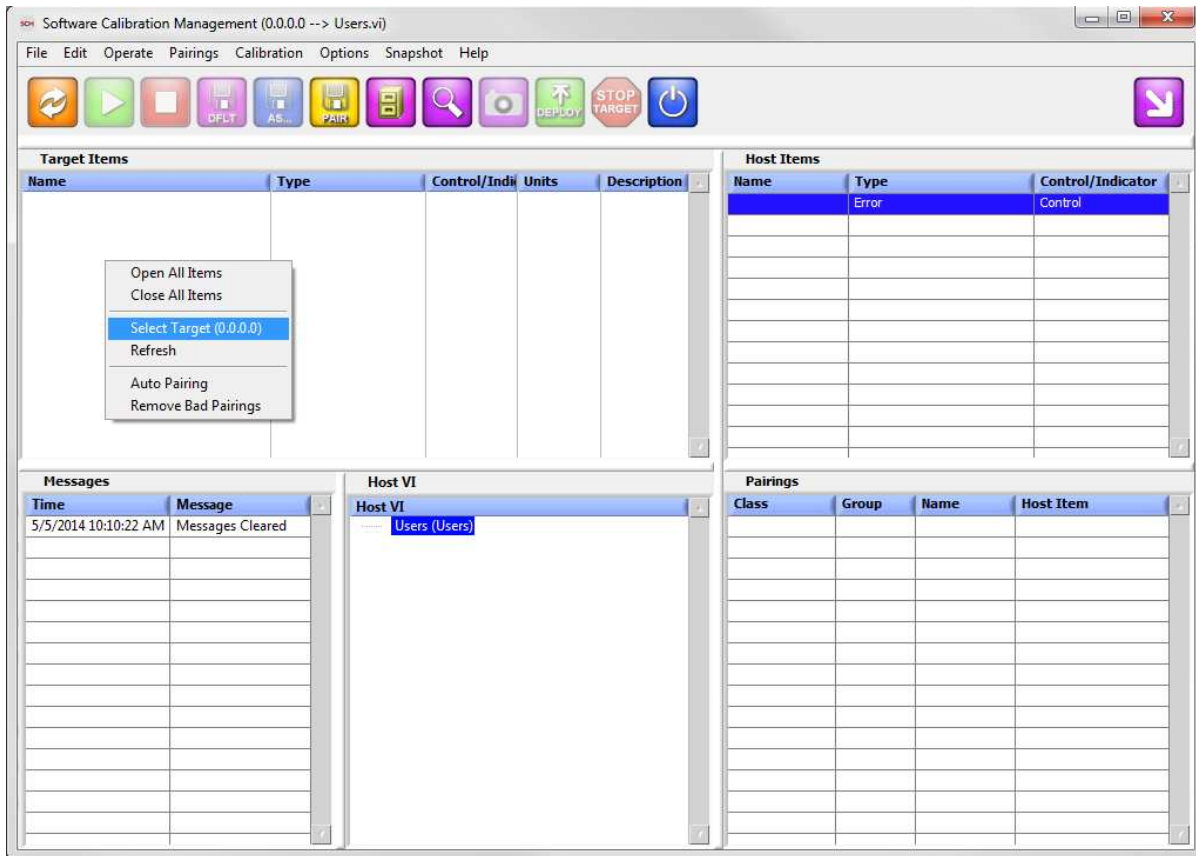 SCM Software Calibration Management (0.0.0.0 --> Users.vi)
File Edit Operate Pairings Calibration Options Snapshot Help
DFLT AS... PAIR DEPLOY STOP TARGET
Target Items
Name Type Control/Indi Units Description
Open All Items
Close All Items
Select Target (0.0.0.0)
Refresh
Auto Pairing
Remove Bad Pairings
Host Items
Name Type Control/Indicator
Error Control
Messages
Time Message
5/5/2014 10:10:22 AM Messages Cleared
Host VI
Host VI
Users (Users)
Pairings
Class Group Name Host Item